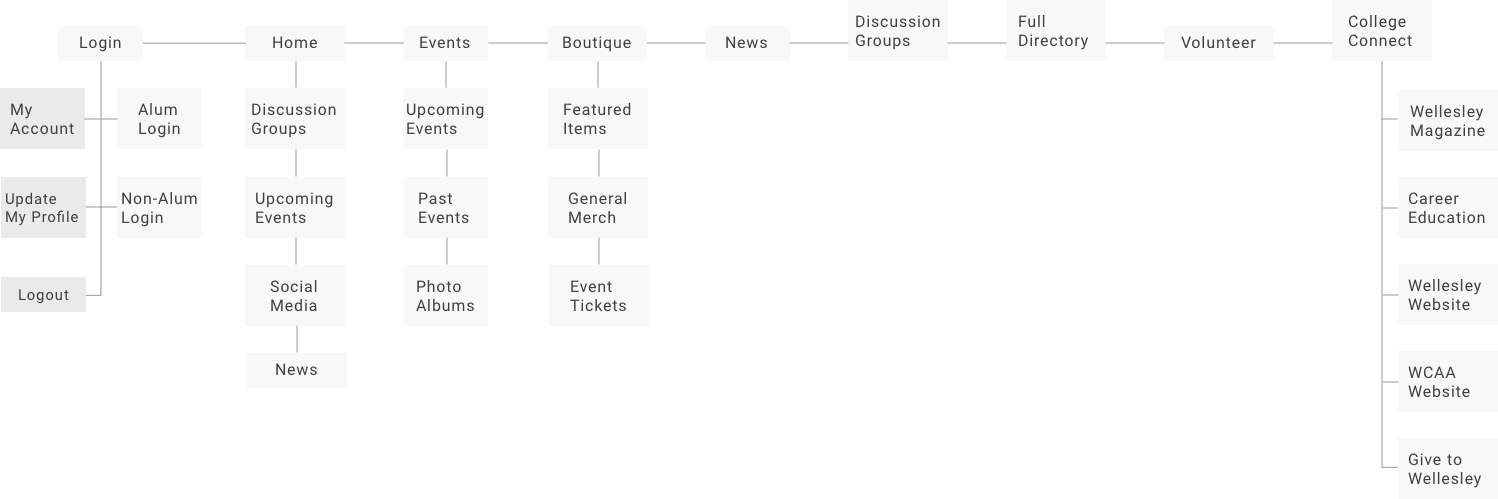 Login
Home
Events
Boutique
News
Discussion
Groups
Full
Directory
Volunteer
College
Connect
My
Account
Alum
Login
Update
My Profile
Non-Alum
Login
Logout
Discussion
Groups
Upcoming
Events
Social
Media
News
Upcoming
Events
Past
Events
Photo
Albums
Featured
Items
General
Merch
Event
Tickets
Wellesley
Magazine
Career
Education
Wellesley
Website
WCAA
Website
Give to
Wellesley